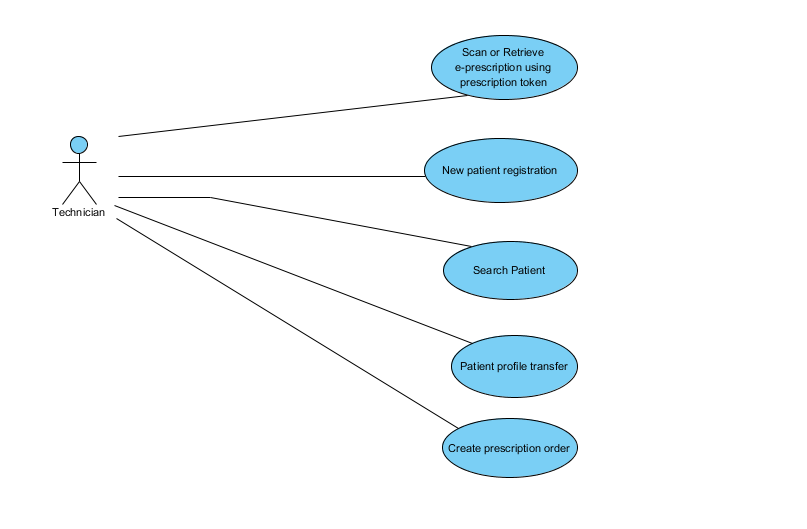 Scan or Retrieve
e-prescription using
prescription token
New patient registration
Technician
Search Patient
Patient profile transfer
Create prescription order